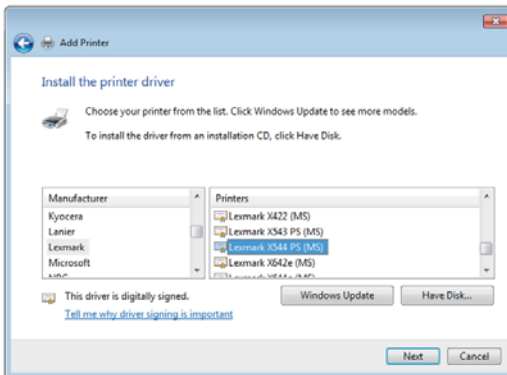 Add Printer
Install the printer driver
Choose your printer from the list. Click Windows Update to see more models.
To install the driver from an installation CD, click Have Disk.
Manufacturer
Kyocera
Lanier
Lexmark
Microsoft
Printers
Lexmark X422 (MS)
Lexmark X543 PS (MS)
Lexmark X544 PS (MS)
Lexmark X642e (MS)
This driver is digitally signed.
Tell me why driver signing is important
Windows Update
Have Disk...
Next
Cancel